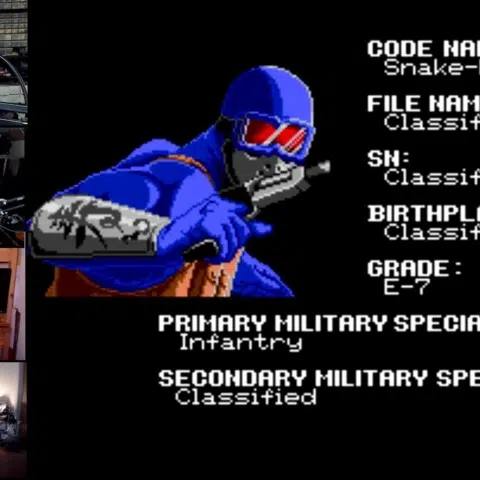 CODE NA
Snake-
FILE NAM
Classif
SN:
Classif
BIRTHPLA
Classif
GRADE:
E-7
PRIMARY MILITARY SPECIA
Infantry
SECONDARY MILITARY SPE
Classified